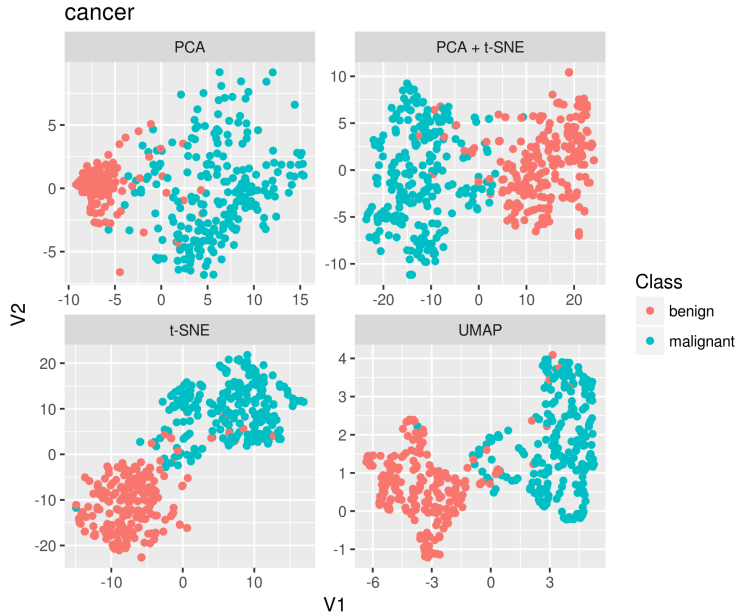 cancer
PCA
PCA + t-SNE
5
0
-5
-10 -5 0 5 10 15
10
5
0
-5
-10
-20 -10 0 10 20
t-SNE
UMAP
20
10
0
-10
-20
-10 0 10
4
3
2
1
0
-1
-6 -3 0 3
V2
V1
Class
benign
malignant